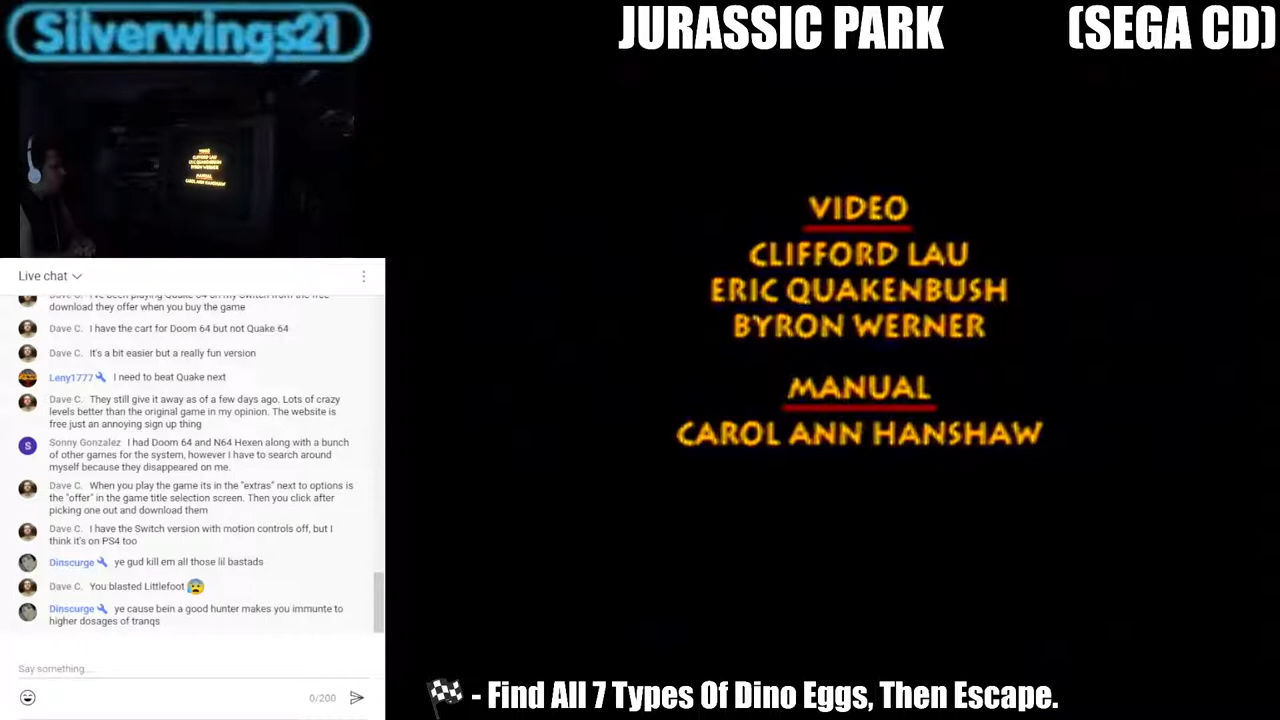 Silverwings21
JURASSIC PARK (SEGA CD)
VIDEO
CLIFFORD LAU
ERIC QUAKENBUSH
BYRON WERNER
MANUAL
CAROL ANN HANSHAW
Live chat
Dave C. I've been playing Quake 64 on my Switch from the free
download they offer when you buy the game
Dave C. I have the cart for Doom 64 but not Quake 64
Dave C. It's a bit easier but a really fun version
Leny1777 I need to beat Quake next
Dave C. They still give it away as of a few days ago. Lots of crazy
levels better than the original game in my opinion. The website is
free just an annoying sign up thing
S Sonny Gonzalez I had Doom 64 and N64 Hexen along with a bunch
of other games for the system, however I have to search around
myself because they disappeared on me.
Dave C. When you play the game its in the "extras" next to options is
the "offer" in the game title selection screen. Then you click after
picking one out and download them
Dave C. I have the Switch version with motion controls off, but I
think it's on PS4 too
Dinscurge ye gud kill em all those lil bastads
Dave C. You blasted Littlefoot 😰
Dinscurge ye cause bein a good hunter makes you immunte to
higher dosages of tranqs
Say something...
0/200
- Find All 7 Types Of Dino Eggs, Then Escape.